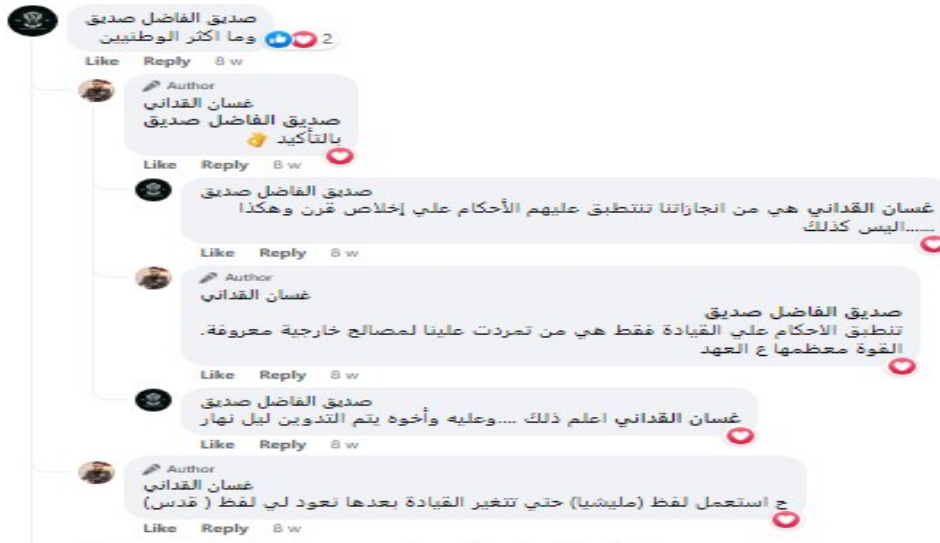 صديق الفاضل صديق
وما اكثر الوطنيين
2
Like Reply 8 w
Author
غسان القداني
صديق الفاضل صديق
بالتأكيد 👌
Like Reply 8 w
صديق الفاضل صديق
غسان القداني هي من انجازاتنا تنتطبق عليهم الأحكام علي إخلاص قرن وهكذا
......اليس كذلك
Like Reply 8 w
Author
غسان القداني
صديق الفاضل صديق
تنطبق الاحكام علي القيادة فقط هي من تمردت علينا لمصالح خارجية معروفة.
القوة معظمها ع العهد
Like Reply 8 w
صديق الفاضل صديق
غسان القداني اعلم ذلك ....وعليه وأخوه يتم التدوين ليل نهار
Like Reply 8 w
Author
غسان القداني
ح استعمل لفظ (مليشيا) حتي تتغير القيادة بعدها نعود لي لفظ ( قدس)
Like Reply 8 w